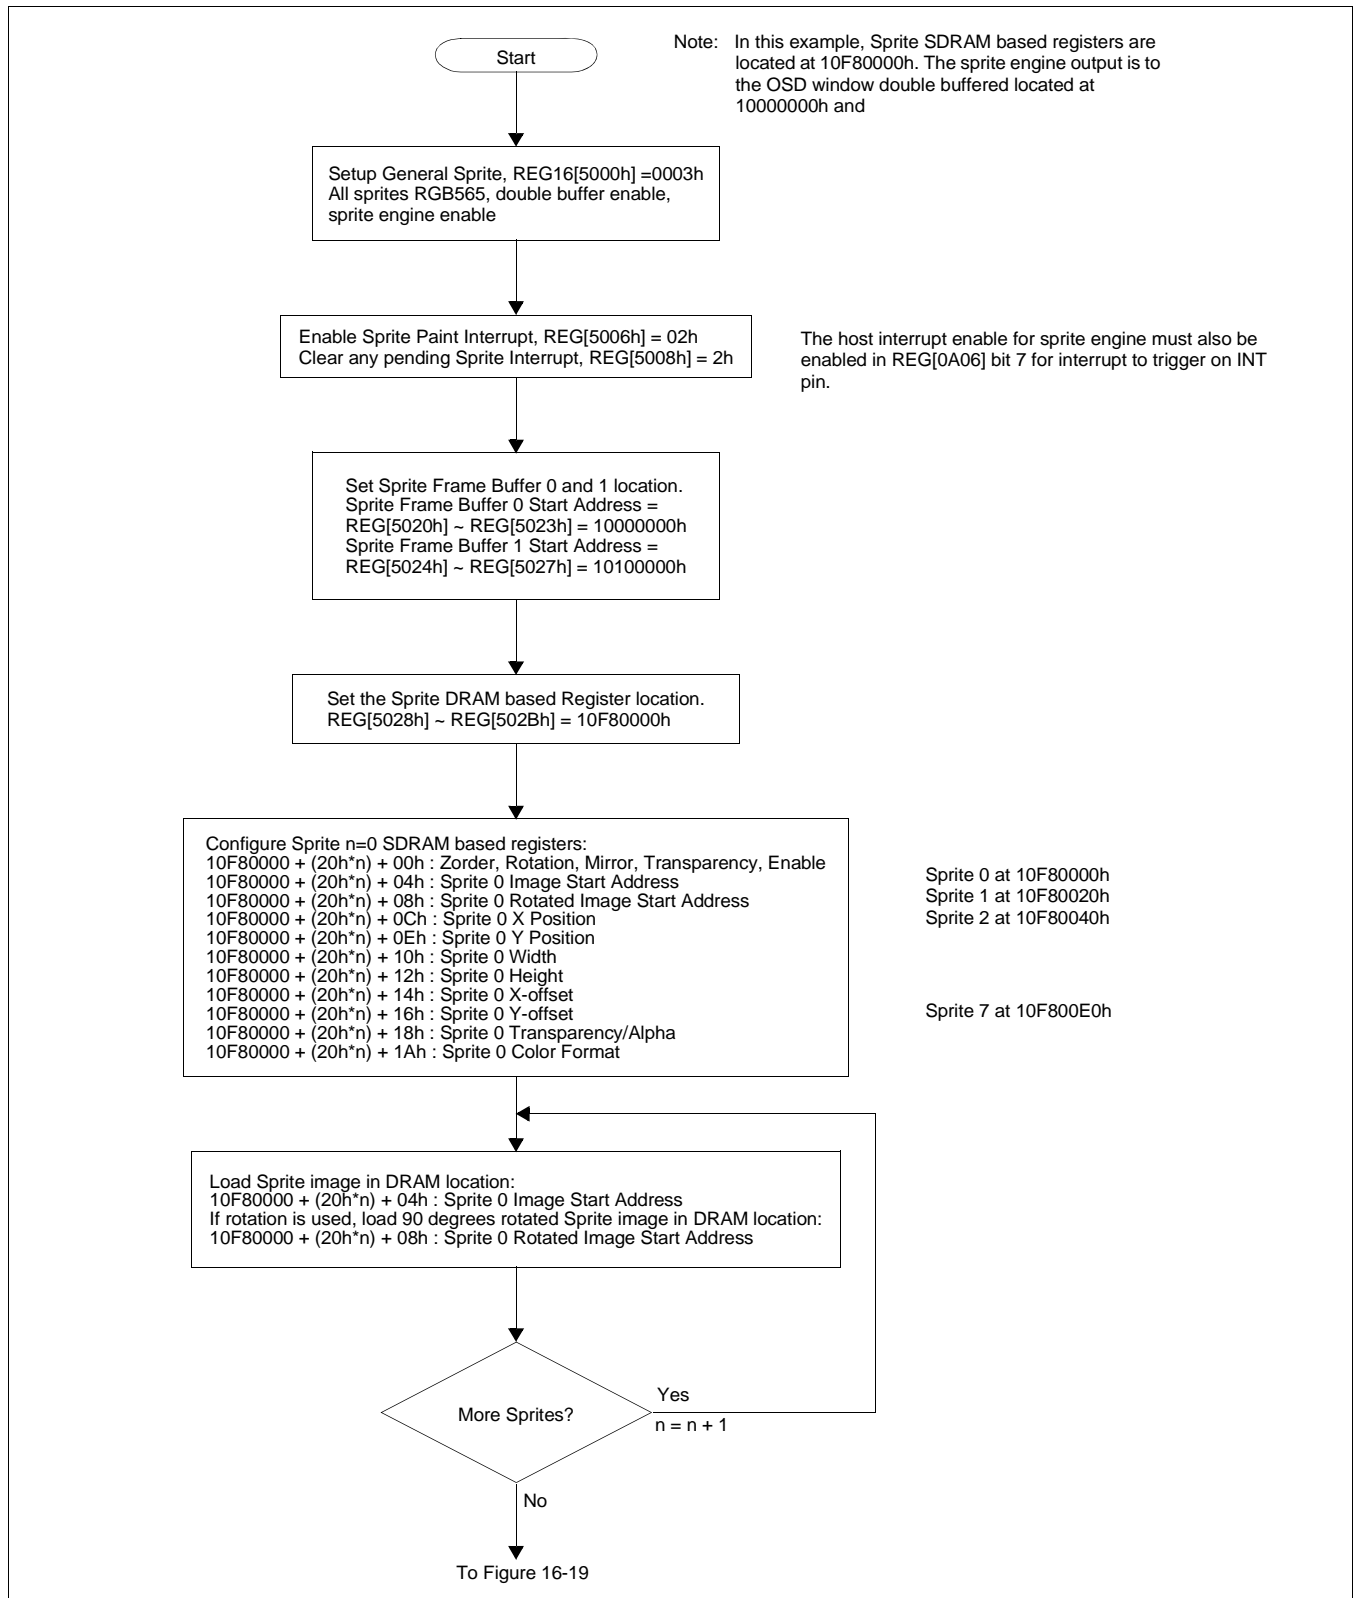 Start
Note: In this example, Sprite SDRAM based registers are
located at 10F80000h. The sprite engine output is to
the OSD window double buffered located at
10000000h and
Setup General Sprite, REG16[5000h] =0003h
All sprites RGB565, double buffer enable,
sprite engine enable
Enable Sprite Paint Interrupt, REG[5006h] = 02h
Clear any pending Sprite Interrupt, REG[5008h] = 2h
The host interrupt enable for sprite engine must also be
enabled in REG[0A06] bit 7 for interrupt to trigger on INT
pin.
Set Sprite Frame Buffer 0 and 1 location.
Sprite Frame Buffer 0 Start Address =
REG[5020h] ~ REG[5023h] = 10000000h
Sprite Frame Buffer 1 Start Address =
REG[5024h] ~ REG[5027h] = 10100000h
Set the Sprite DRAM based Register location.
REG[5028h] ~ REG[502Bh] = 10F80000h
Configure Sprite n=0 SDRAM based registers:
10F80000 + (20h*n) + 00h : Zorder, Rotation, Mirror, Transparency, Enable
10F80000 + (20h*n) + 04h : Sprite 0 Image Start Address
10F80000 + (20h*n) + 08h : Sprite 0 Rotated Image Start Address
10F80000 + (20h*n) + 0Ch : Sprite 0 X Position
10F80000 + (20h*n) + 0Eh : Sprite 0 Y Position
10F80000 + (20h*n) + 10h : Sprite 0 Width
10F80000 + (20h*n) + 12h : Sprite 0 Height
10F80000 + (20h*n) + 14h : Sprite 0 X-offset
10F80000 + (20h*n) + 16h : Sprite 0 Y-offset
10F80000 + (20h*n) + 18h : Sprite 0 Transparency/Alpha
10F80000 + (20h*n) + 1Ah : Sprite 0 Color Format
Sprite 0 at 10F80000h
Sprite 1 at 10F80020h
Sprite 2 at 10F80040h
Sprite 7 at 10F800E0h
Load Sprite image in DRAM location:
10F80000 + (20h*n) + 04h : Sprite 0 Image Start Address
If rotation is used, load 90 degrees rotated Sprite image in DRAM location:
10F80000 + (20h*n) + 08h : Sprite 0 Rotated Image Start Address
More Sprites?
Yes
n = n + 1
No
To Figure 16-19